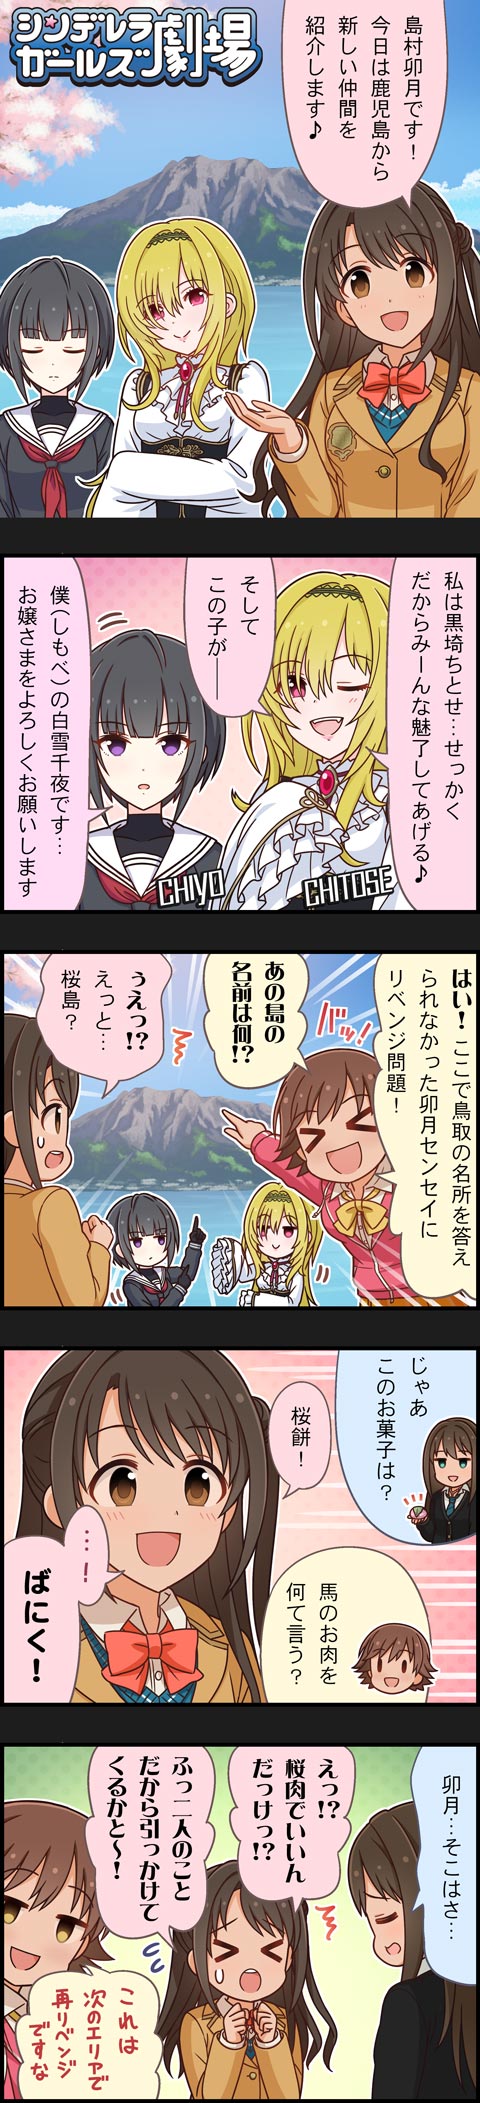 シンデレラ
ガールズ劇場
島村卯月です！
今日は鹿児島から
新しい仲間を
紹介します♪
私は黒埼ちとせ…せっかく
だからみーんな魅了してあげる♪
そして
この子が──
僕(しもべ)の白雪千夜です…
お嬢さまをよろしくお願いします
CHIYO
CHITOSE
はい！ここで鳥取の名所を答え
られなかった卯月センセイに
リベンジ問題！
バッ！
あの島の
名前は何!?
うえっ!?
えっと…
桜島？
じゃあ
このお菓子は？
桜餅！
馬のお肉を
何て言う？
…！
ばにく！
卯月…そこはさ…
えっ!?
桜肉でいいん
だっけっ!?
ふっ二人のこと
だから引っかけて
くるかと～！
これは
次のエリアで
再リベンジ
ですな